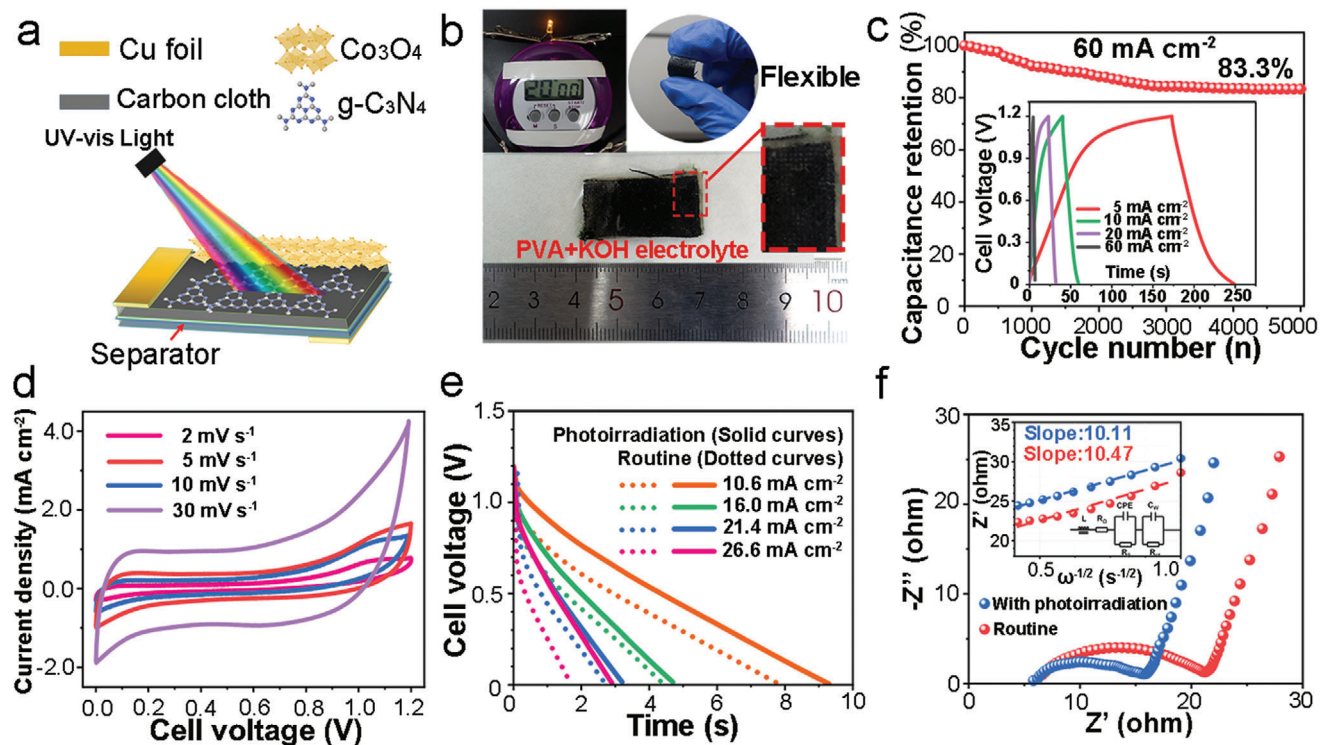 a
Cu foil
Co₃O₄
Carbon cloth
g-C₃N₄
UV-vis Light
Separator
b
Flexible
PVA+KOH electrolyte
2 3 4 5 6 7 8 9 10
mm
c
Capacitance retention (%)
100
80
60
40
20
0
60 mA cm⁻²
83.3%
Cell voltage (V)
1.2
0.9
0.6
0.3
0
5 mA cm⁻²
10 mA cm⁻²
20 mA cm⁻²
60 mA cm⁻²
Time (s)
0 50 100 150 200 250
0 1000 2000 3000 4000 5000
Cycle number (n)
d
Current density (mA cm⁻²)
4.0
2.0
0.0
-2.0
2 mV s⁻¹
5 mV s⁻¹
10 mV s⁻¹
30 mV s⁻¹
0.0 0.2 0.4 0.6 0.8 1.0 1.2
Cell voltage (V)
e
Cell voltage (V)
1.5
1.0
0.5
0
Photoirradiation (Solid curves)
Routine (Dotted curves)
10.6 mA cm⁻²
16.0 mA cm⁻²
21.4 mA cm⁻²
26.6 mA cm⁻²
0 2 4 6 8 10
Time (s)
f
-Z'' (ohm)
30
25
20
15
10
5
0
Slope:10.11
Slope:10.47
Z' (ohm)
35
30
25
22
L
CPE
0.5 1.0
ω⁻¹/² (s⁻¹/²)
With photoirradiation
Routine
0 10 20 30
Z' (ohm)